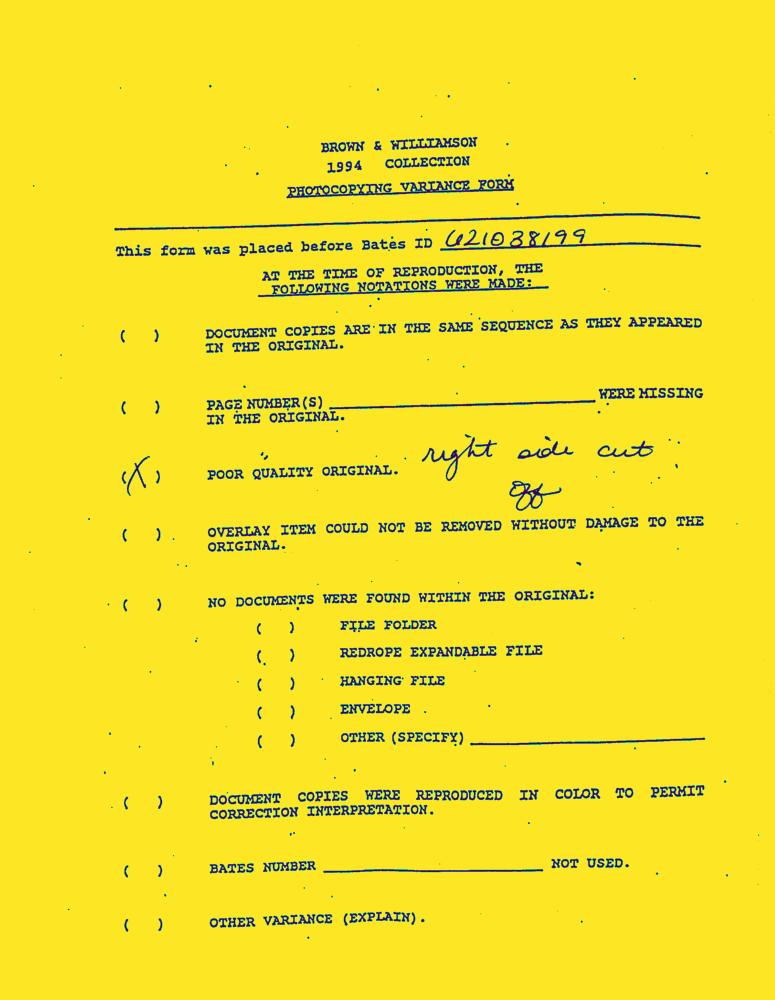 BROWN & WILLIAMSON
1994 COLLECTION
PHOTOCOPYING VARIANCE FORM
This form was placed before Bates ID 621038199
AT THE TIME OF REPRODUCTION, THE
FOLLOWING NOTATIONS WERE MADE:
( ) DOCUMENT COPIES ARE IN THE SAME SEQUENCE AS THEY APPEARED
IN THE ORIGINAL.
( ) PAGE NUMBER(S) ____________ WERE MISSING
IN THE ORIGINAL.
(X) POOR QUALITY ORIGINAL. right side cut
off
( ) OVERLAY ITEM COULD NOT BE REMOVED WITHOUT DAMAGE TO THE
ORIGINAL.
( ) NO DOCUMENTS WERE FOUND WITHIN THE ORIGINAL:
( ) FILE FOLDER
( ) REDROPE EXPANDABLE FILE
( ) HANGING FILE
( ) ENVELOPE
( ) OTHER (SPECIFY) ____________
( ) DOCUMENT COPIES WERE REPRODUCED IN COLOR TO PERMIT
CORRECTION INTERPRETATION.
( ) BATES NUMBER ____________ NOT USED.
( ) OTHER VARIANCE (EXPLAIN).